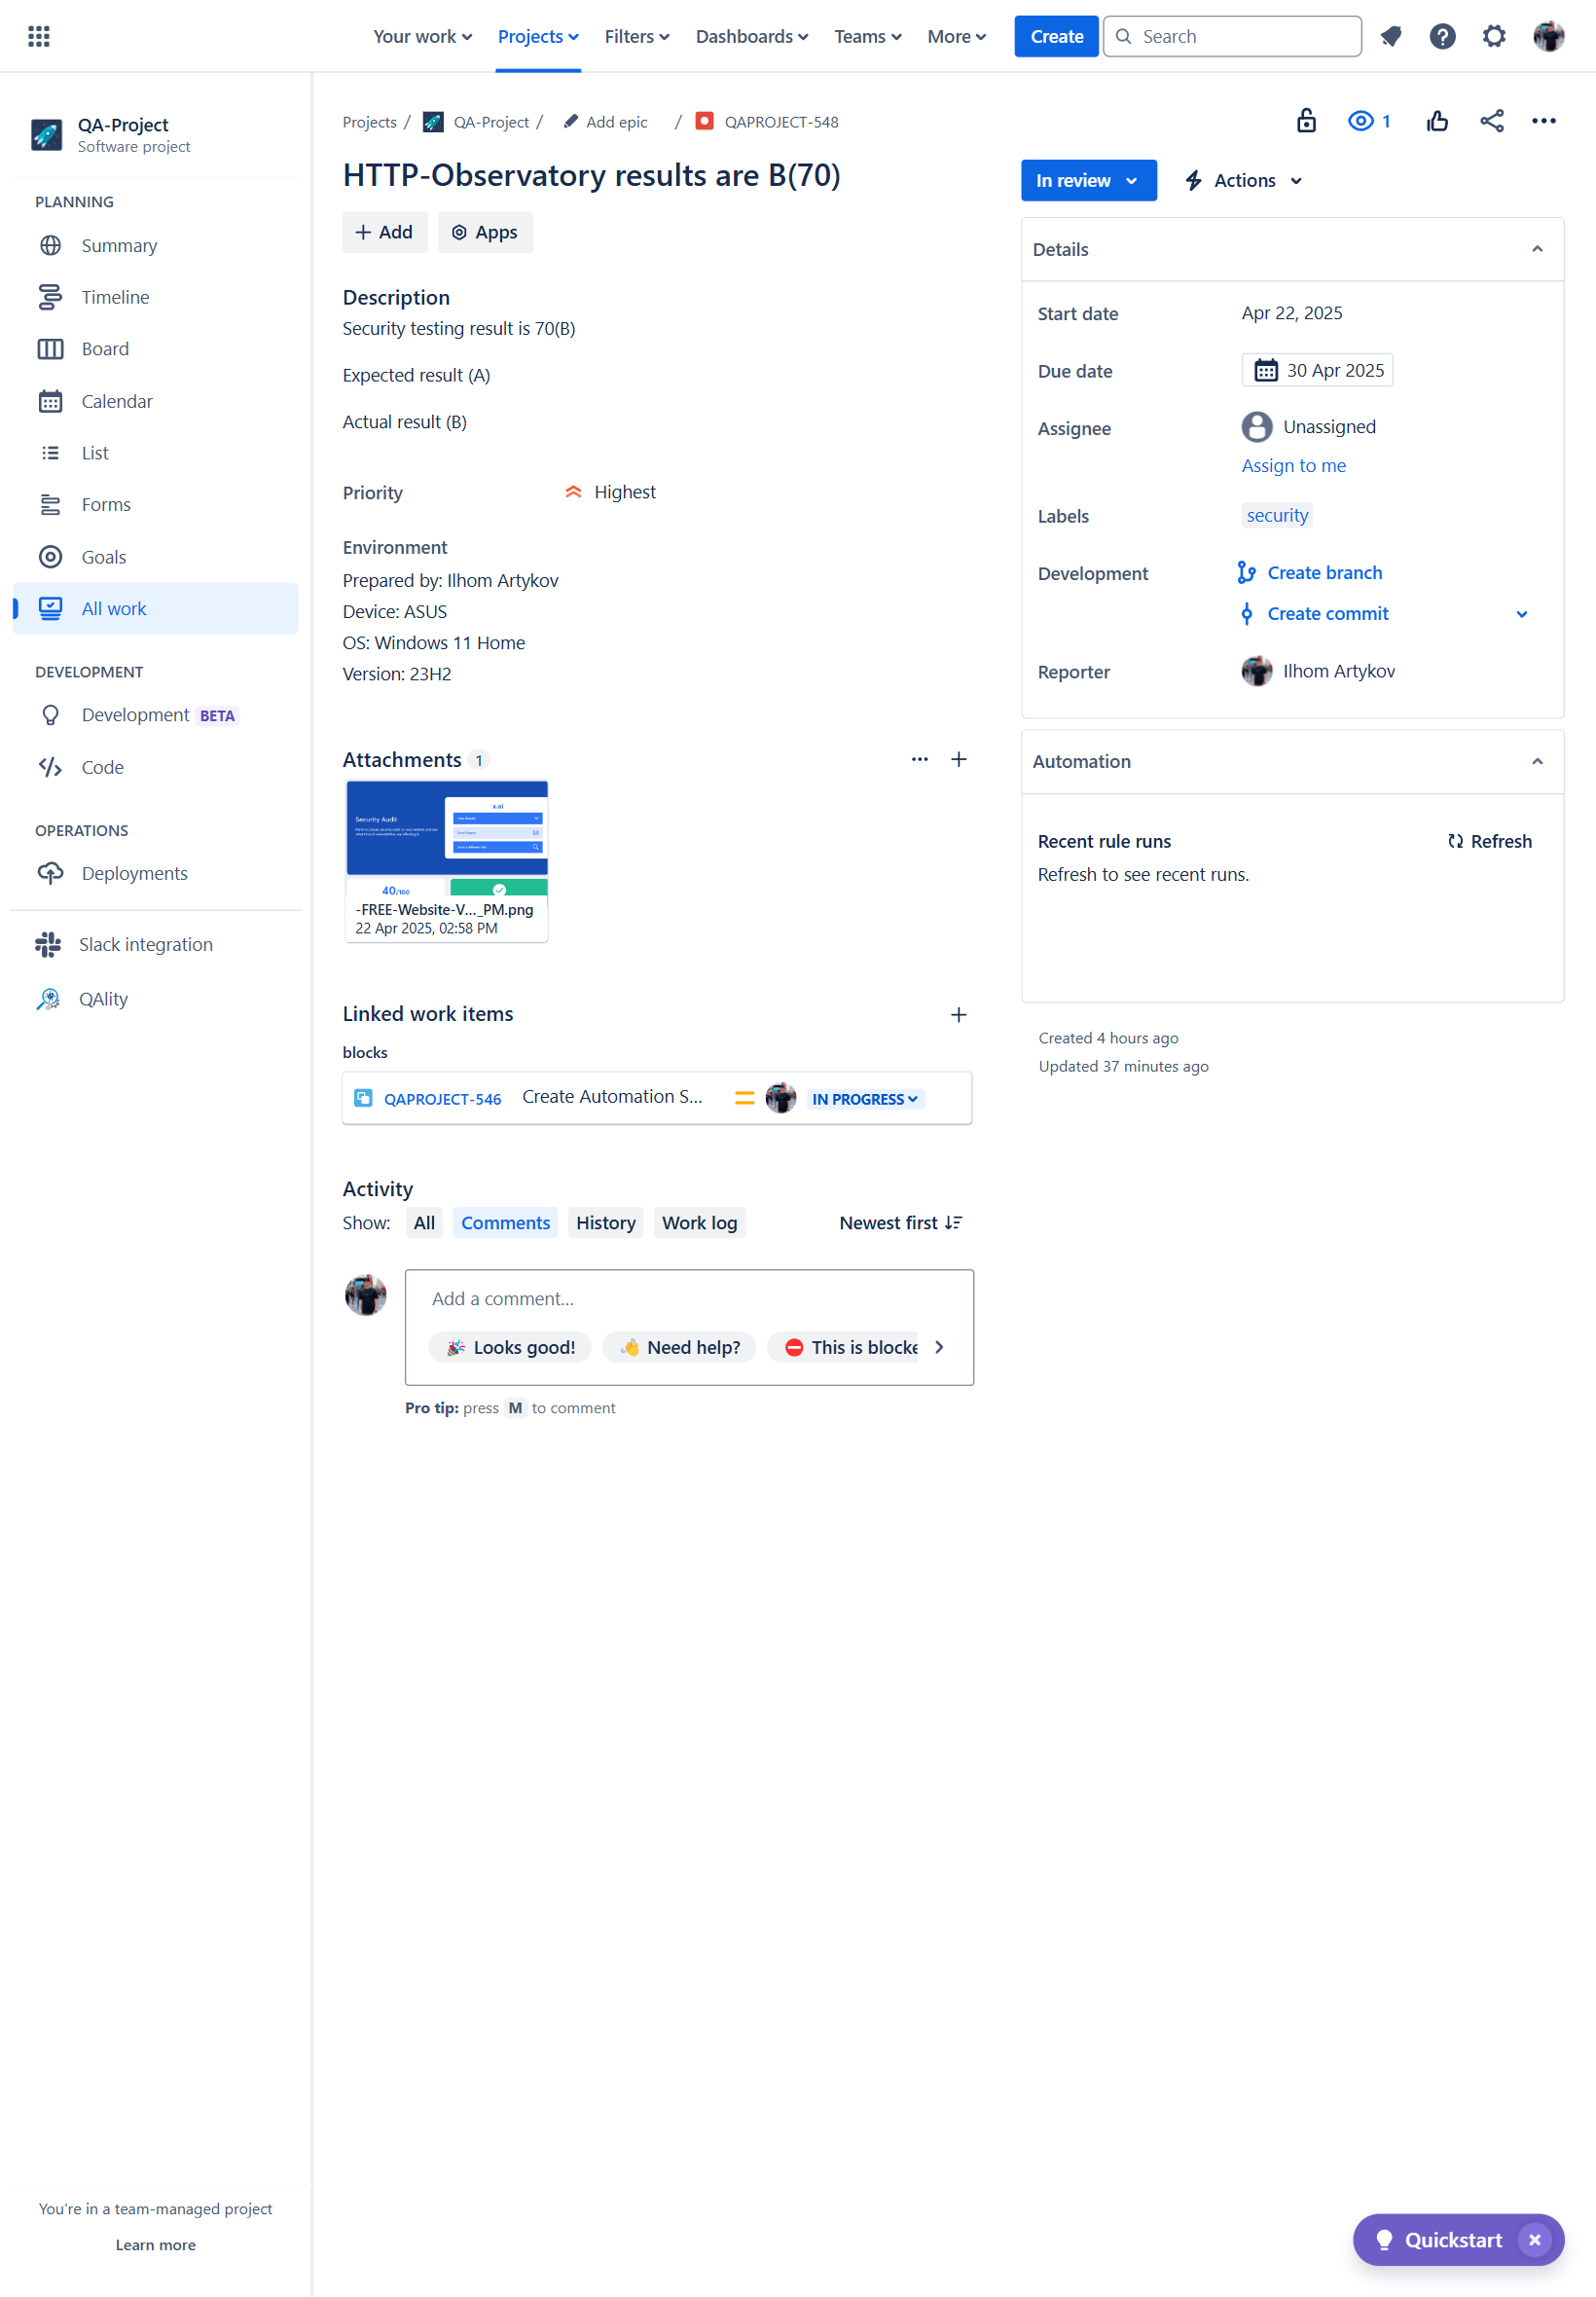 Your work
Projects
Filters
Dashboards
Teams
More
Create
Search
QA-Project
Software project
PLANNING
Summary
Timeline
Board
Calendar
List
Forms
Goals
All work
DEVELOPMENT
Development BETA
Code
OPERATIONS
Deployments
Slack integration
QAlity
You're in a team-managed project
Learn more
Projects / QA-Project / Add epic / QAPROJECT-548
1
HTTP-Observatory results are B(70)
Add
Apps
Description
Security testing result is 70(B)
Expected result (A)
Actual result (B)
Priority Highest
Environment
Prepared by: Ilhom Artykov
Device: ASUS
OS: Windows 11 Home
Version: 23H2
Attachments 1
Security Audit
x.ai
40/100
-FREE-Website-V..._PM.png
22 Apr 2025, 02:58 PM
Linked work items
blocks
QAPROJECT-546 Create Automation S... IN PROGRESS
Activity
Show: All Comments History Work log Newest first
Add a comment...
Looks good! Need help? This is blocke
Pro tip: press M to comment
In review
Actions
Details
Start date Apr 22, 2025
Due date 30 Apr 2025
Assignee Unassigned
Assign to me
Labels security
Development Create branch
Create commit
Reporter Ilhom Artykov
Automation
Recent rule runs Refresh
Refresh to see recent runs.
Created 4 hours ago
Updated 37 minutes ago
Quickstart